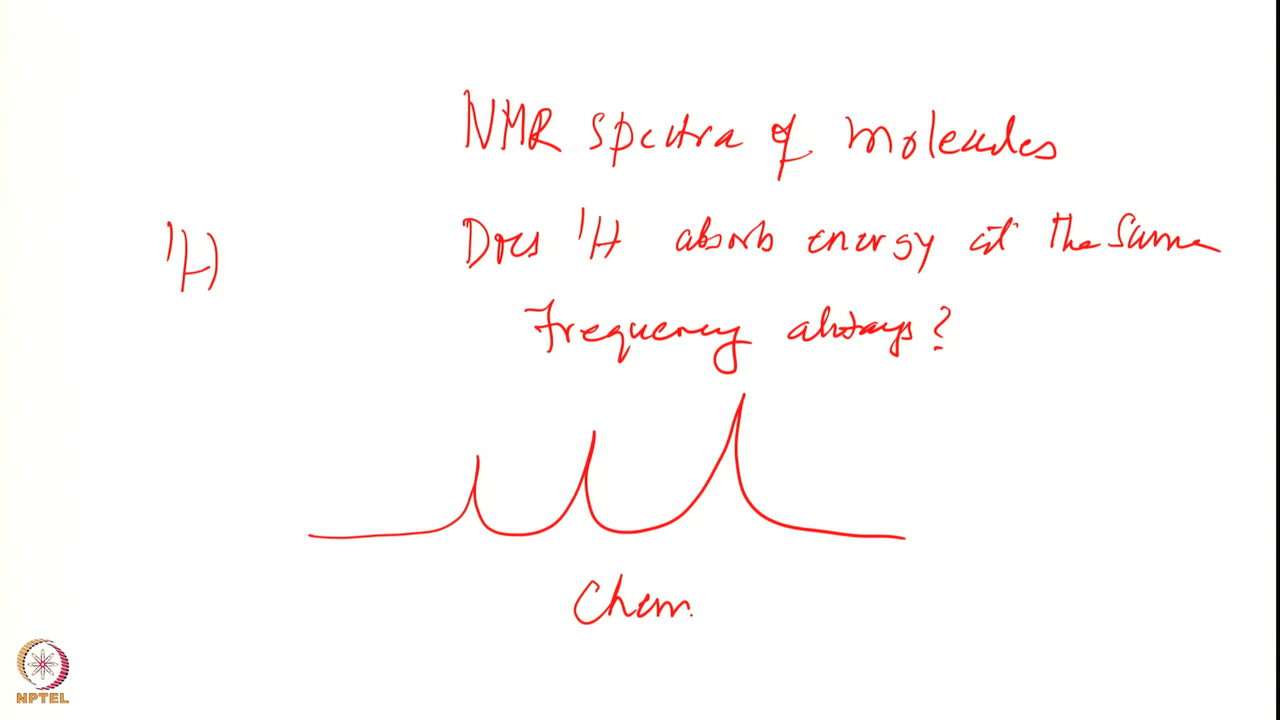 NMR spectra of molecules
¹H
Does ¹H absorb energy at the same
frequency always?
Chem.
NPTEL